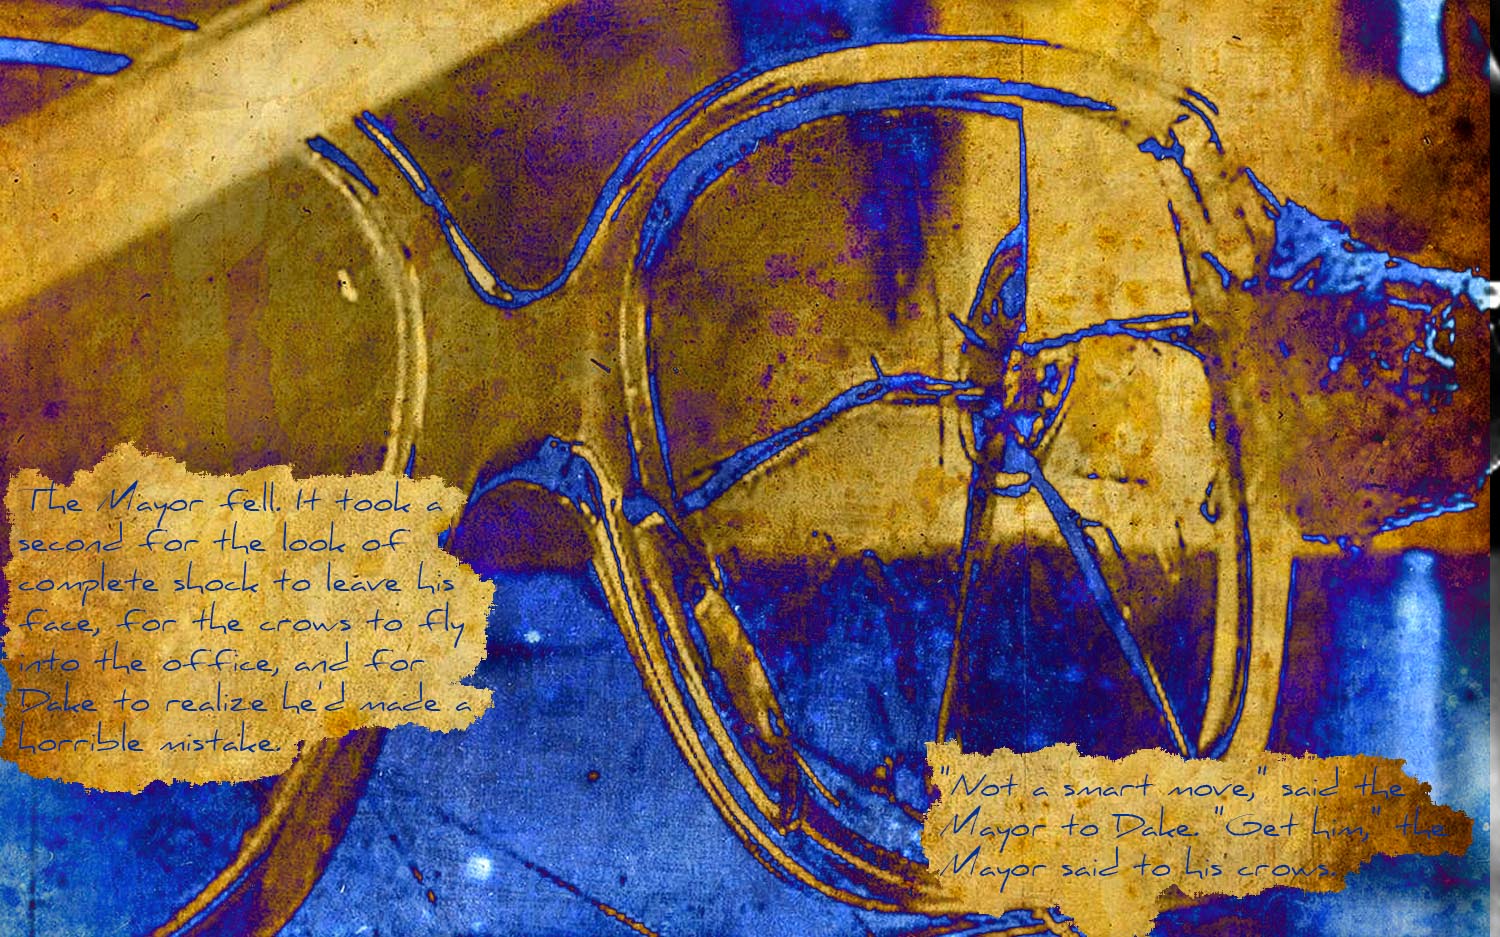 The Mayor fell. It took a
second for the look of
complete shock to leave his
face, for the crows to fly
into the office, and for
Dake to realize he'd made a
horrible mistake.
"Not a smart move," said the
Mayor to Dake. "Get him," the
Mayor said to his crows.